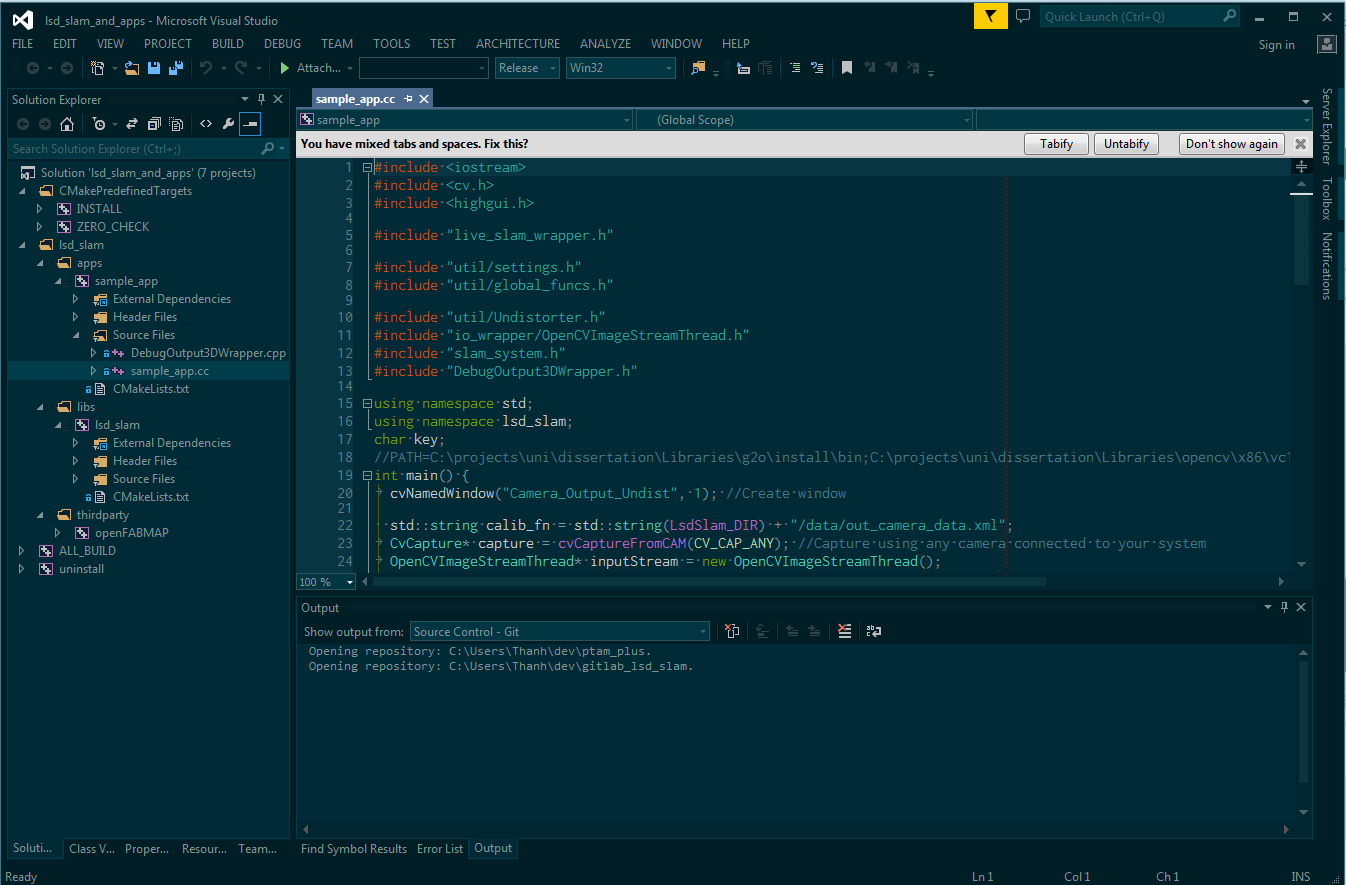 lsd_slam_and_apps - Microsoft Visual Studio
Quick Launch (Ctrl+Q)
FILE EDIT VIEW PROJECT BUILD DEBUG TEAM TOOLS TEST ARCHITECTURE ANALYZE WINDOW HELP
Sign in
Attach... Release Win32
Solution Explorer
Search Solution Explorer (Ctrl+;)
Solution 'lsd_slam_and_apps' (7 projects)
CMakePredefinedTargets
INSTALL
ZERO_CHECK
lsd_slam
apps
sample_app
External Dependencies
Header Files
Source Files
DebugOutput3DWrapper.cpp
sample_app.cc
CMakeLists.txt
libs
lsd_slam
External Dependencies
Header Files
Source Files
CMakeLists.txt
thirdparty
openFABMAP
ALL_BUILD
uninstall
Soluti... Class V... Proper... Resour... Team...
sample_app.cc
sample_app (Global Scope)
You have mixed tabs and spaces. Fix this? Tabify Untabify Don't show again
1 #include <iostream>
2 #include <cv.h>
3 #include <highgui.h>
4
5 #include "live_slam_wrapper.h"
6
7 #include "util/settings.h"
8 #include "util/global_funcs.h"
9
10 #include "util/Undistorter.h"
11 #include "io_wrapper/OpenCVImageStreamThread.h"
12 #include "slam_system.h"
13 #include "DebugOutput3DWrapper.h"
14
15 using namespace std;
16 using namespace lsd_slam;
17 char key;
18 //PATH=C:\projects\uni\dissertation\Libraries\g2o\install\bin;C:\projects\uni\dissertation\Libraries\opencv\x86\vc1
19 int main() {
20 cvNamedWindow("Camera_Output_Undist", 1); //Create window
21
22 std::string calib_fn = std::string(LsdSlam_DIR) + "/data/out_camera_data.xml";
23 CvCapture* capture = cvCaptureFromCAM(CV_CAP_ANY); //Capture using any camera connected to your system
24 OpenCVImageStreamThread* inputStream = new OpenCVImageStreamThread();
100 %
Output
Show output from: Source Control - Git
Opening repository: C:\Users\Thanh\dev\ptam_plus.
Opening repository: C:\Users\Thanh\dev\gitlab_lsd_slam.
Find Symbol Results Error List Output
Server Explorer
Toolbox
Notifications
Ready Ln 1 Col 1 Ch 1 INS